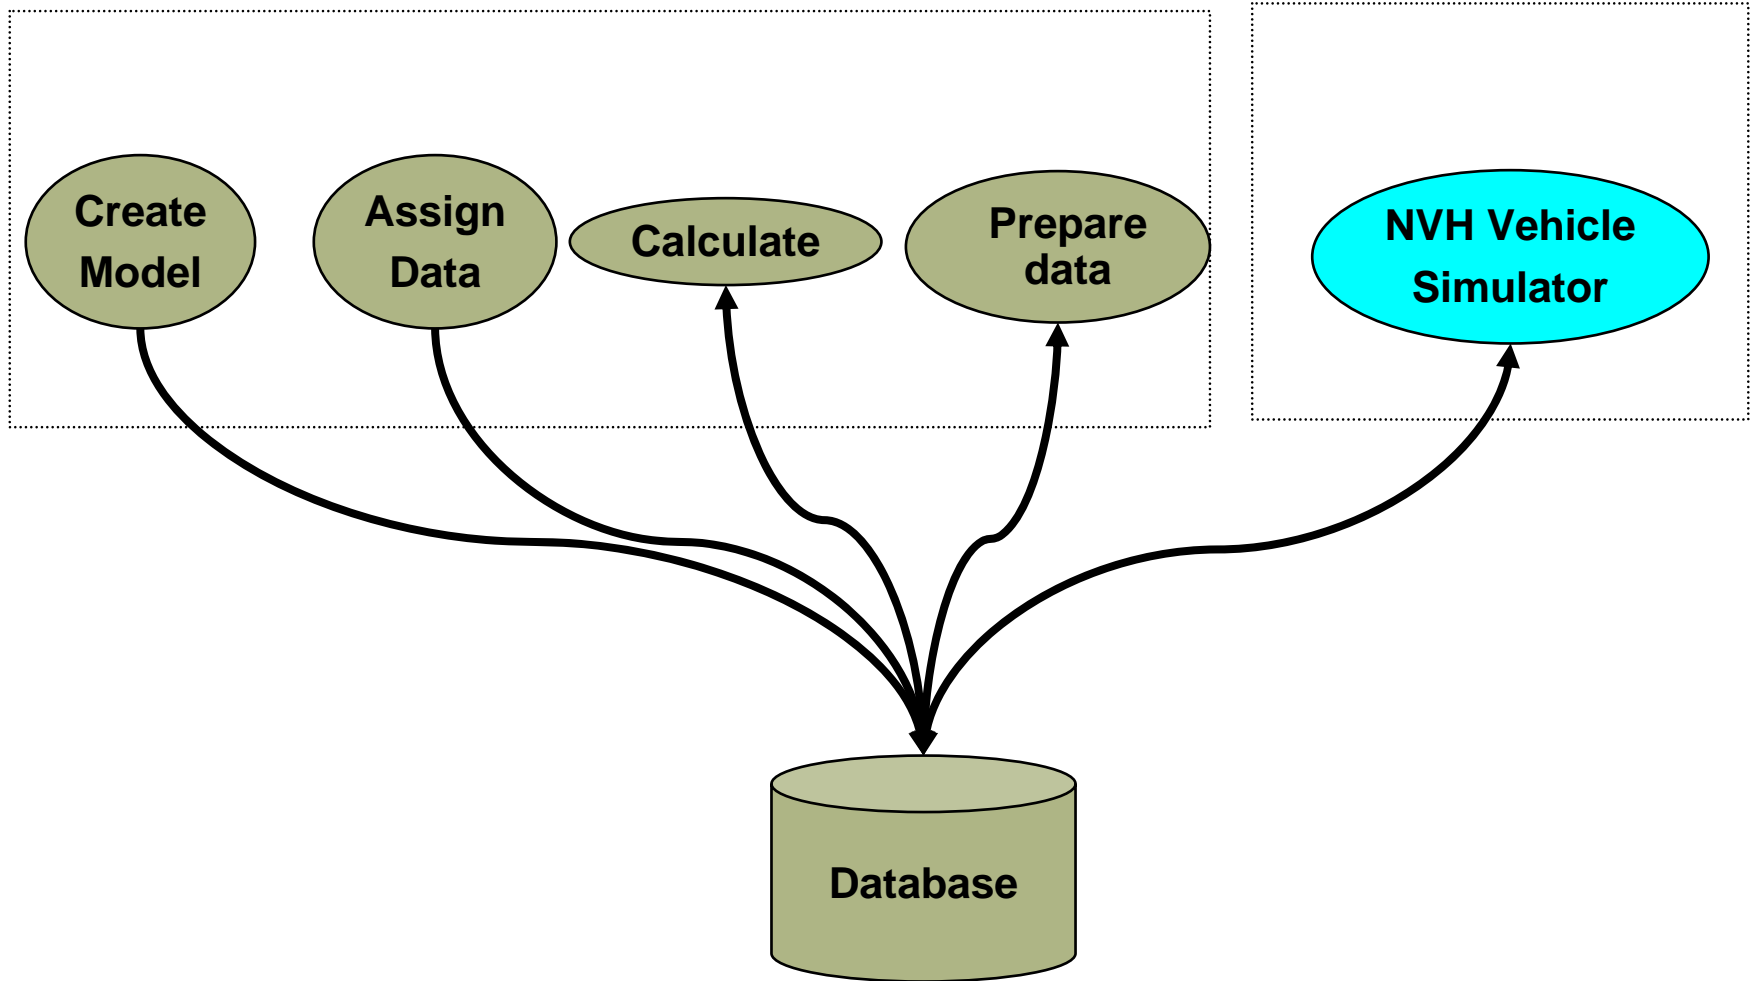 Create
Model
Assign
Data
Calculate
Prepare
data
NVH Vehicle
Simulator
Database